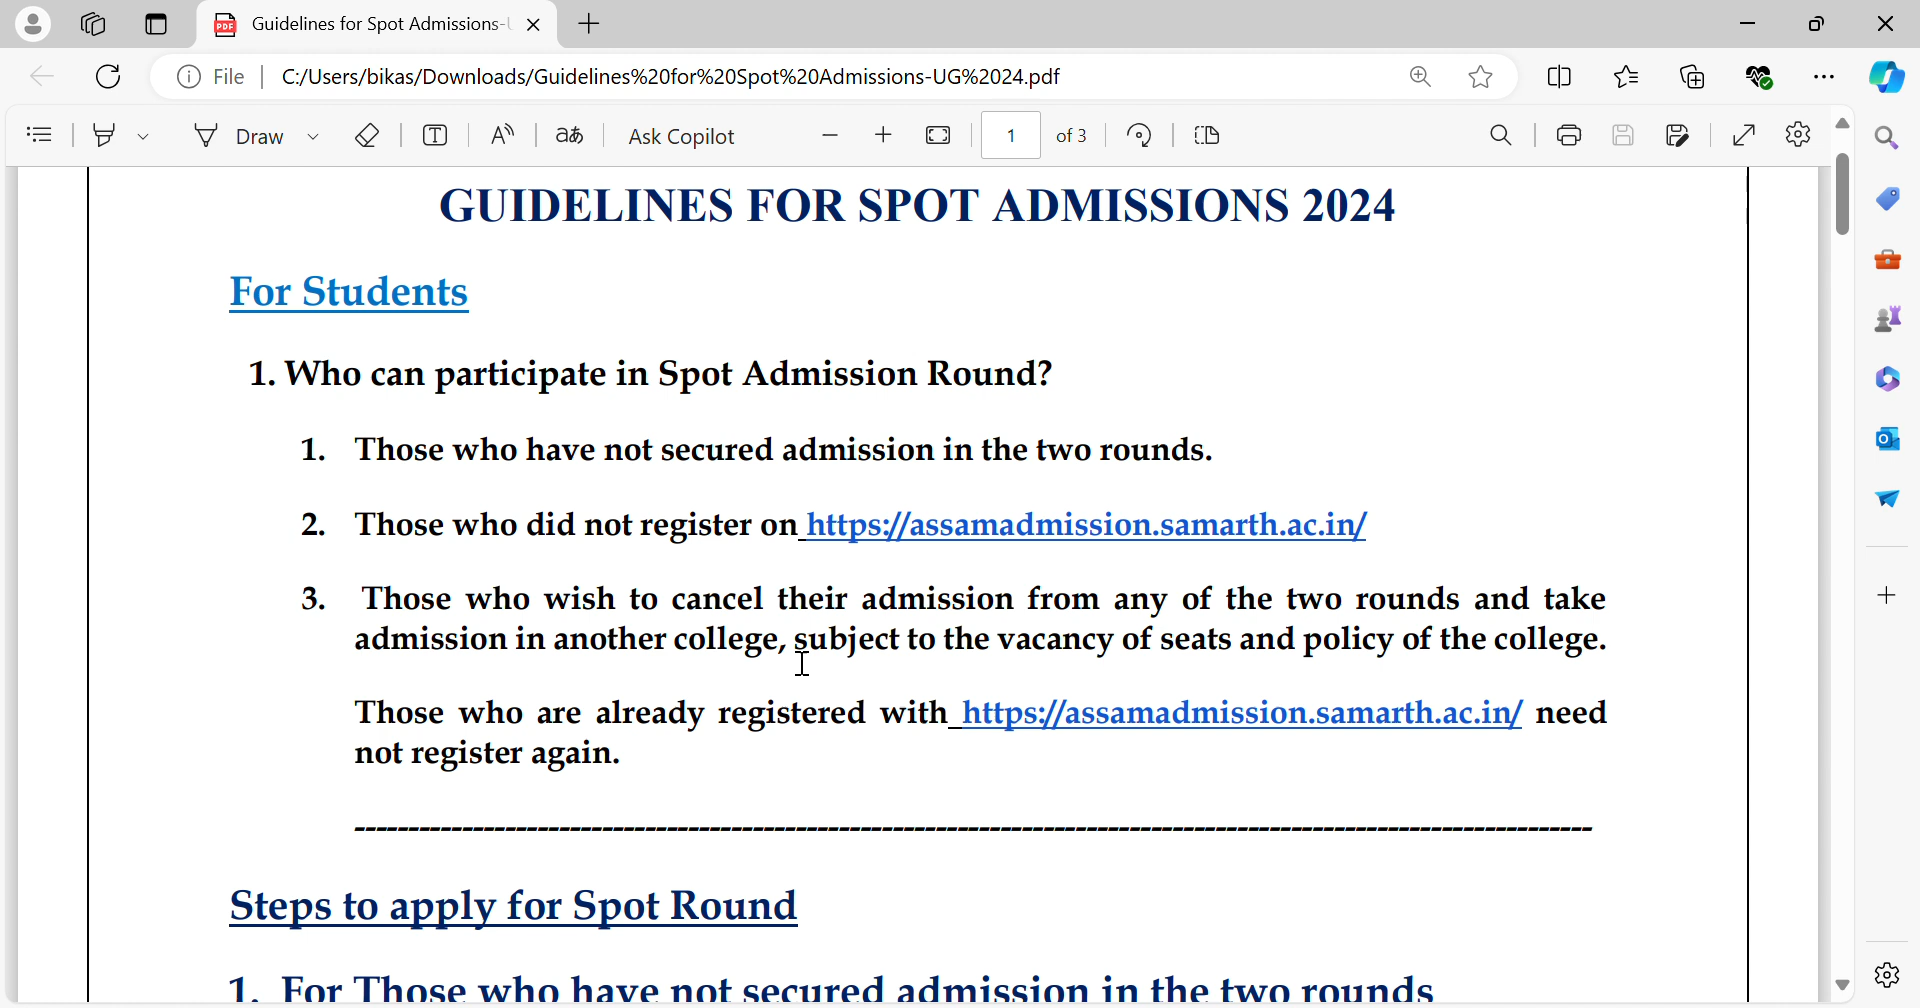 Guidelines for Spot Admissions-
File C:/Users/bikas/Downloads/Guidelines%20for%20Spot%20Admissions-UG%2024.pdf
Draw T A aあ Ask Copilot 1 of 3
GUIDELINES FOR SPOT ADMISSIONS 2024
For Students
1. Who can participate in Spot Admission Round?
1. Those who have not secured admission in the two rounds.
2. Those who did not register on https://assamadmission.samarth.ac.in/
3. Those who wish to cancel their admission from any of the two rounds and take
admission in another college, subject to the vacancy of seats and policy of the college.
Those who are already registered with https://assamadmission.samarth.ac.in/ need
not register again.
Steps to apply for Spot Round
1. For Those who have not secured admission in the two rounds